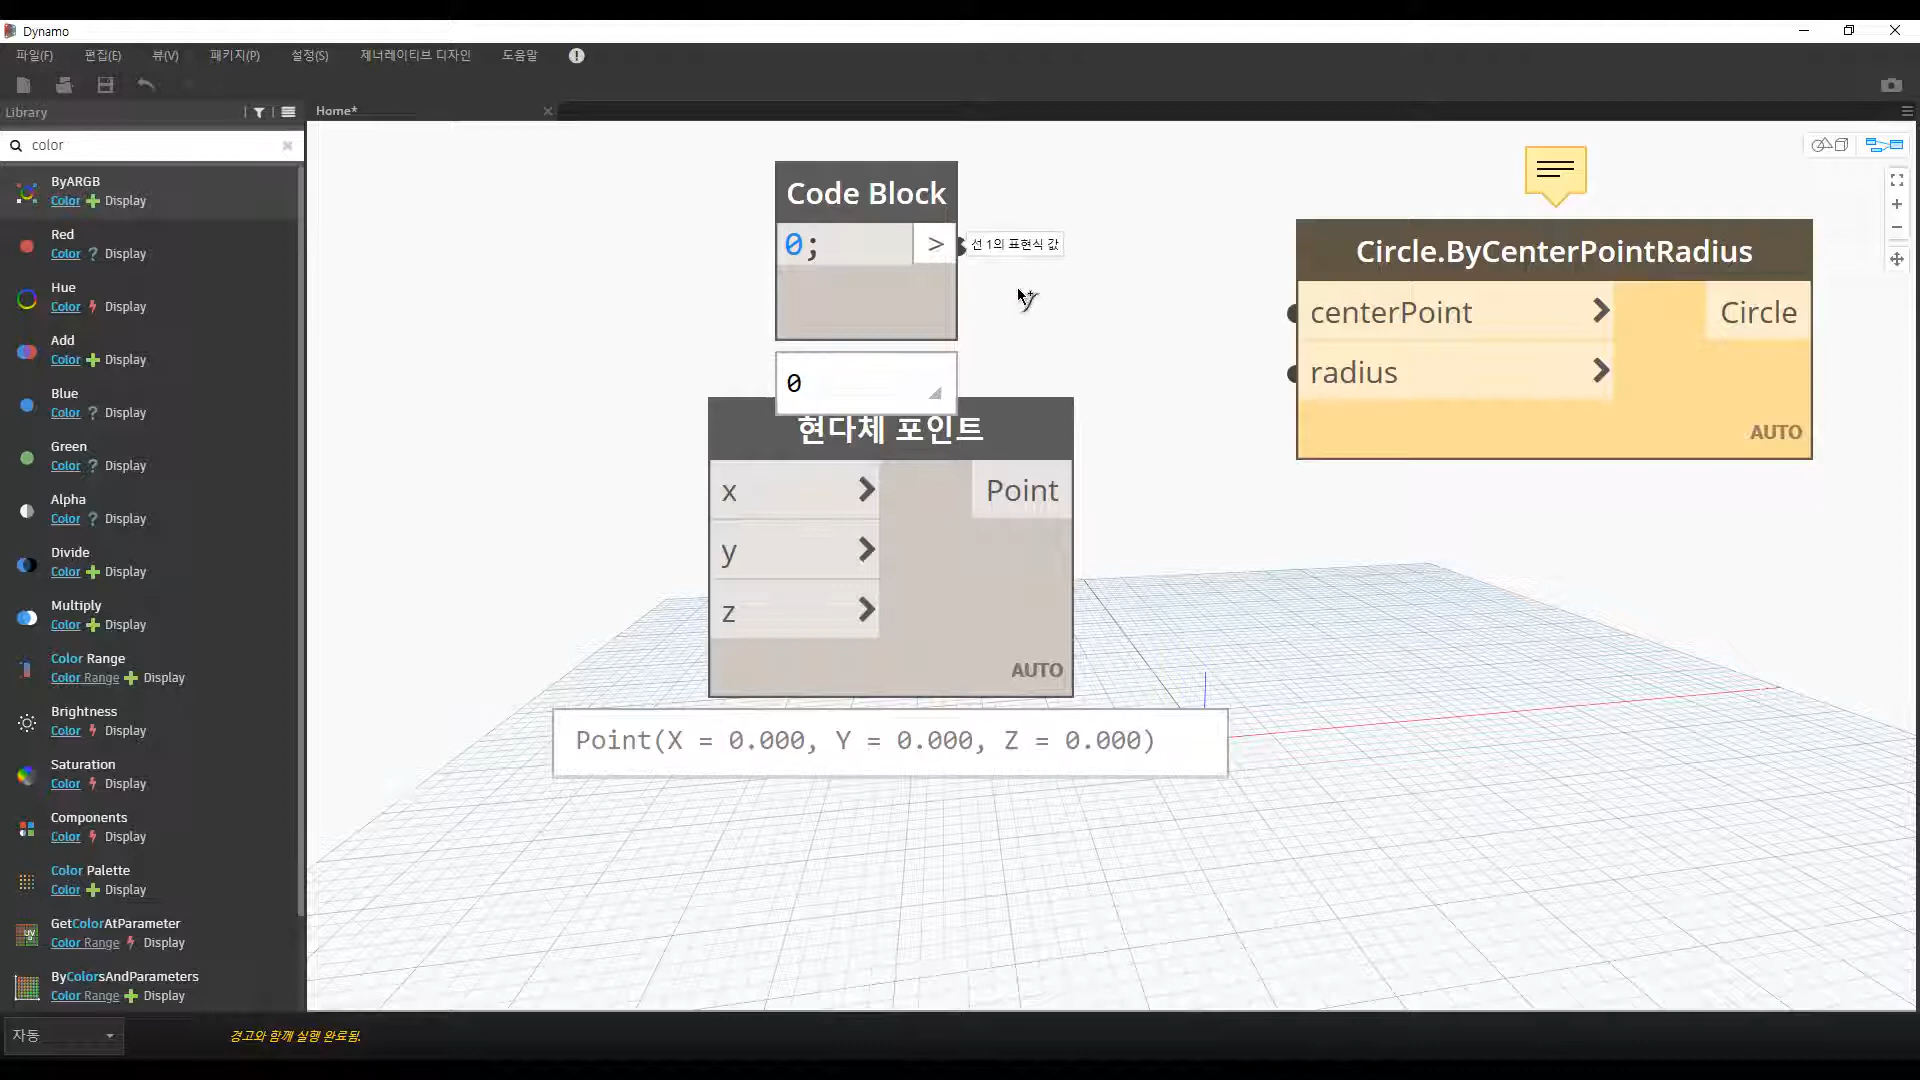 Dynamo
파일(F) 편집(E) 뷰(V) 패키지(P) 설정(S) 제너레이티브 디자인 도움말
Library
Home*
color
ByARGB
Color Display
Red
Color ? Display
Hue
Color Display
Add
Color Display
Blue
Color ? Display
Green
Color ? Display
Alpha
Color ? Display
Divide
Color Display
Multiply
Color Display
Color Range
Color Range Display
Brightness
Color Display
Saturation
Color Display
Components
Color Display
Color Palette
Color Display
GetColorAtParameter
Color Range Display
ByColorsAndParameters
Color Range Display
Code Block
0; >
선 1의 표현식 값
0
현다체 포인트
x Point
y
z
AUTO
Point(X = 0.000, Y = 0.000, Z = 0.000)
Circle.ByCenterPointRadius
centerPoint Circle
radius
AUTO
자동
경고와 함께 실행 완료됨.